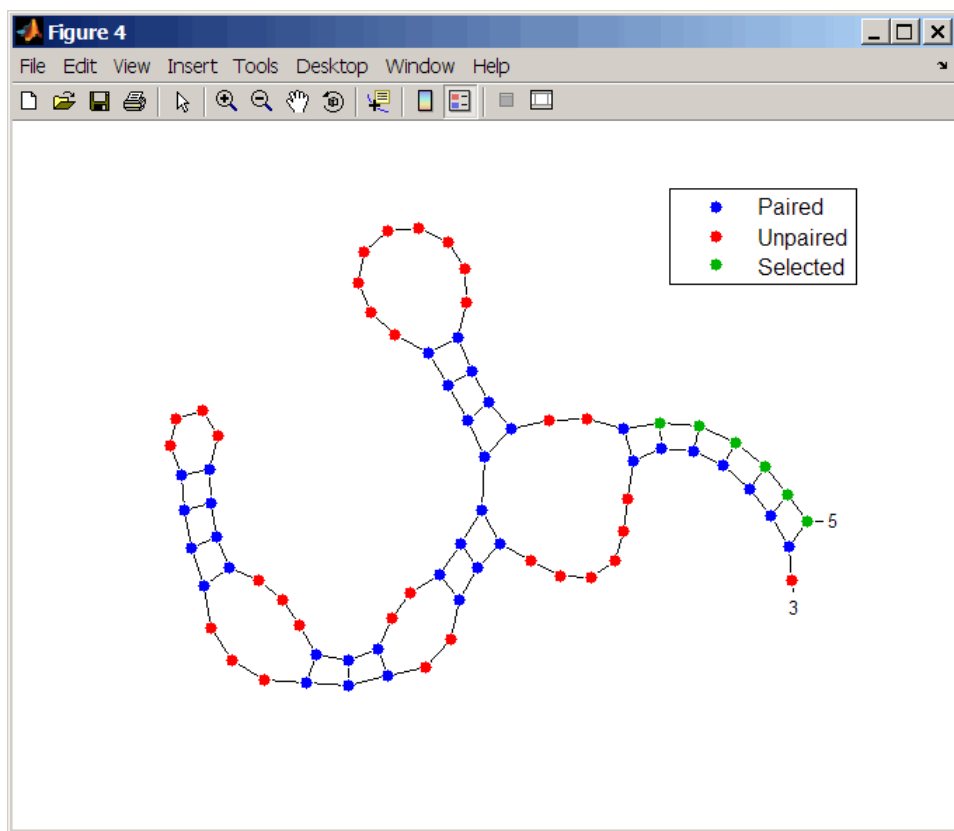 Figure 4
File Edit View Insert Tools Desktop Window Help
Paired
Unpaired
Selected
5
3